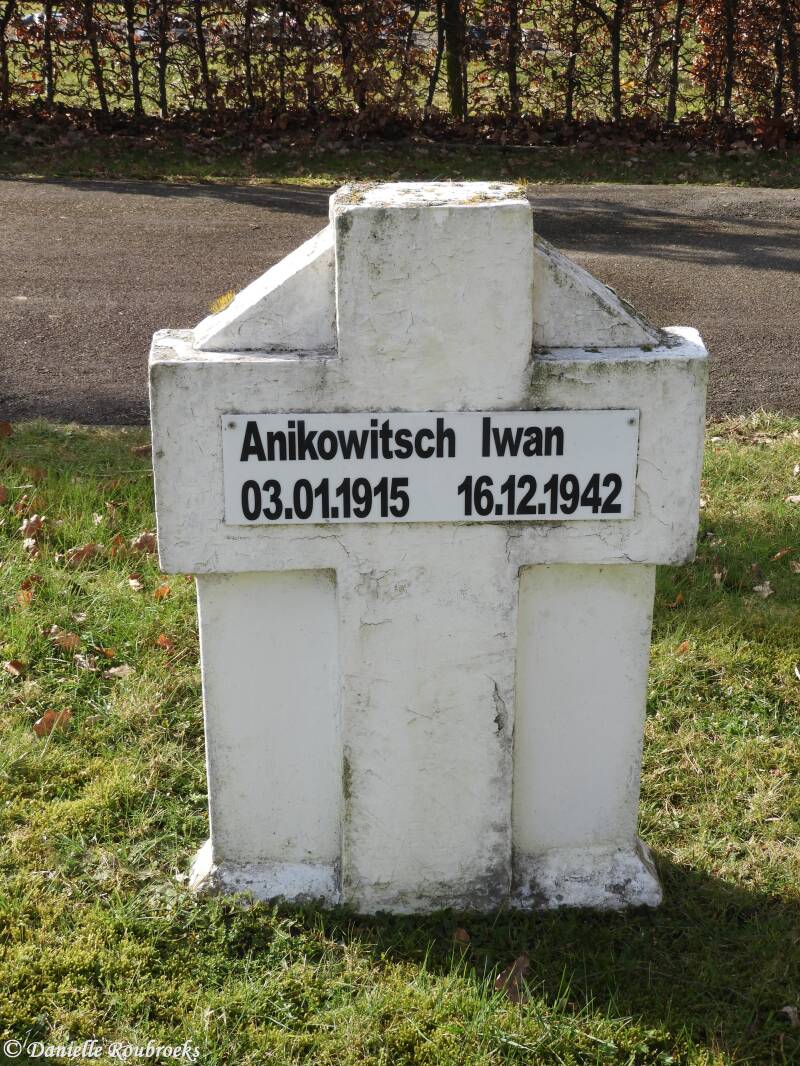 Anikowitsch Iwan
03.01.1915 16.12.1942
© Danielle Roubroeks